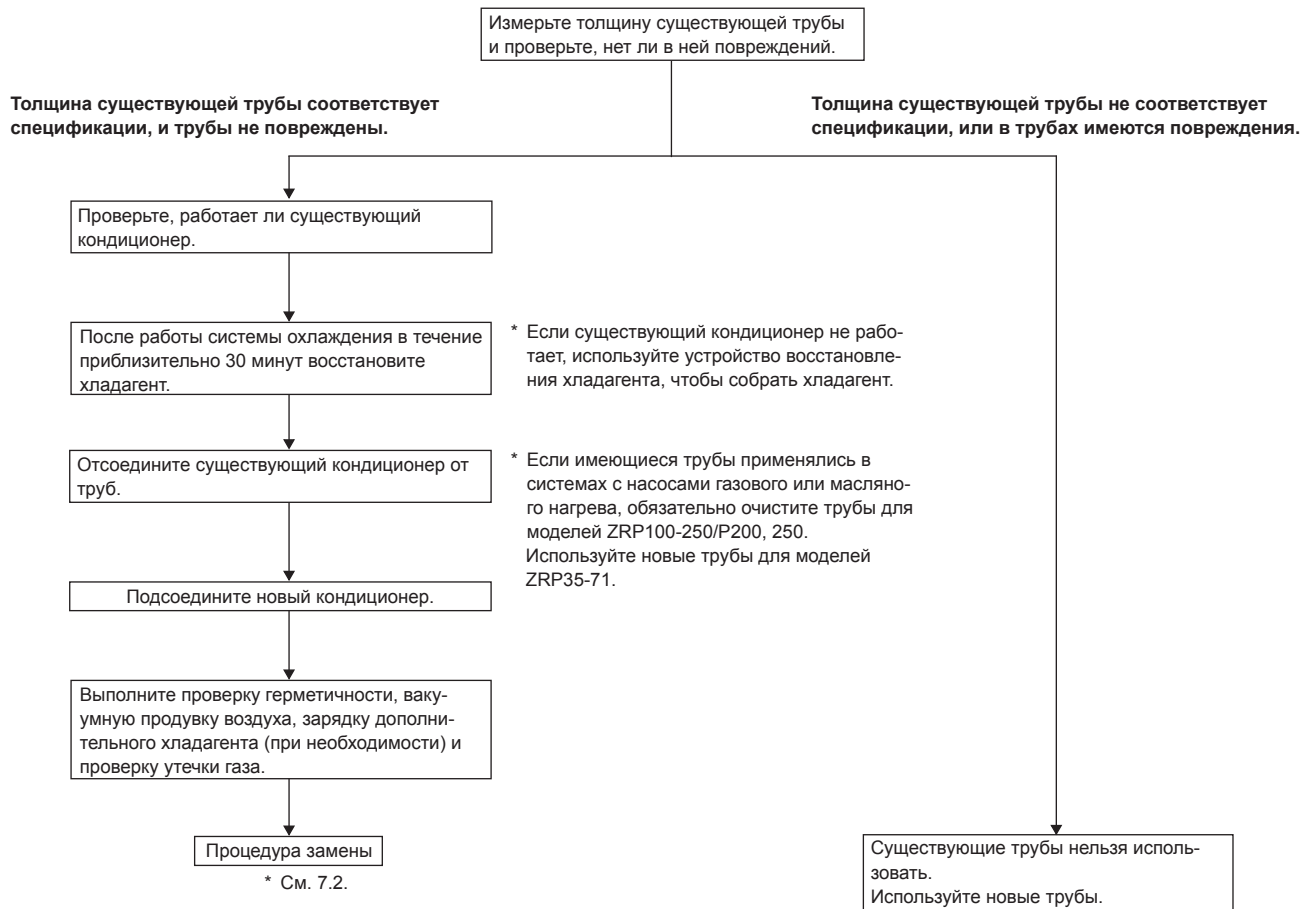 Измерьте толщину существующей трубы
и проверьте, нет ли в ней повреждений.
Толщина существующей трубы соответствует
спецификации, и трубы не повреждены.
Толщина существующей трубы не соответствует
спецификации, или в трубах имеются повреждения.
Проверьте, работает ли существующий
кондиционер.
После работы системы охлаждения в течение
приблизительно 30 минут восстановите
хладагент.
* Если существующий кондиционер не рабо-
тает, используйте устройство восстановле-
ния хладагента, чтобы собрать хладагент.
Отсоедините существующий кондиционер от
труб.
* Если имеющиеся трубы применялись в
системах с насосами газового или масляно-
го нагрева, обязательно очистите трубы для
моделей ZRP100-250/P200, 250.
Используйте новые трубы для моделей
ZRP35-71.
Подсоедините новый кондиционер.
Выполните проверку герметичности, ваку-
умную продувку воздуха, зарядку дополни-
тельного хладагента (при необходимости) и
проверку утечки газа.
Процедура замены
* См. 7.2.
Существующие трубы нельзя исполь-
зовать.
Используйте новые трубы.